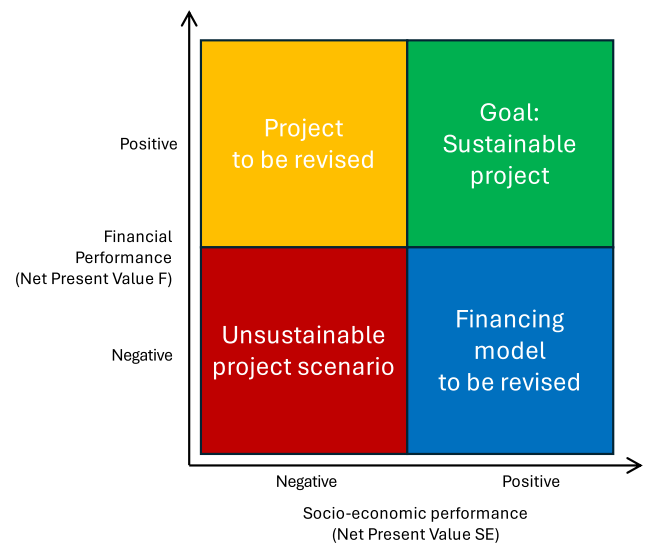 Project
to be revised
Goal:
Sustainable
project
Positive
Financial
Performance
(Net Present Value F)
Unsustainable
project scenario
Financing
model
to be revised
Negative
Negative
Positive
Socio-economic performance
(Net Present Value SE)